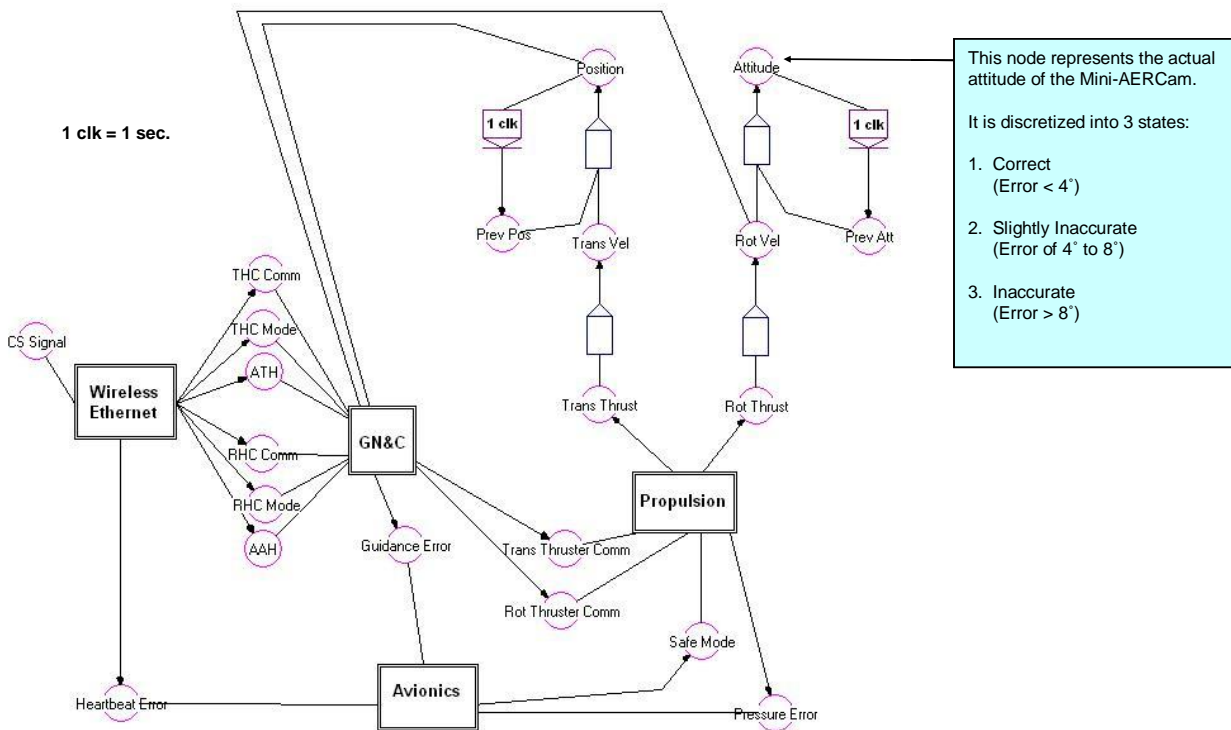 This node represents the actual
attitude of the Mini-AERCam.
It is discretized into 3 states:
1. Correct
(Error < 4˚)
2. Slightly Inaccurate
(Error of 4˚ to 8˚)
3. Inaccurate
(Error > 8˚)
1 clk = 1 sec.
Position
Attitude
1 clk
1 clk
Prev Pos
Trans Vel
Rot Vel
Prev Att
THC Comm
CS Signal
THC Mode
ATH
Wireless
Ethernet
GN&C
Trans Thrust
Rot Thrust
RHC Comm
RHC Mode
AAH
Propulsion
Guidance Error
Trans Thruster Comm
Rot Thruster Comm
Safe Mode
Avionics
Heartbeat Error
Pressure Error